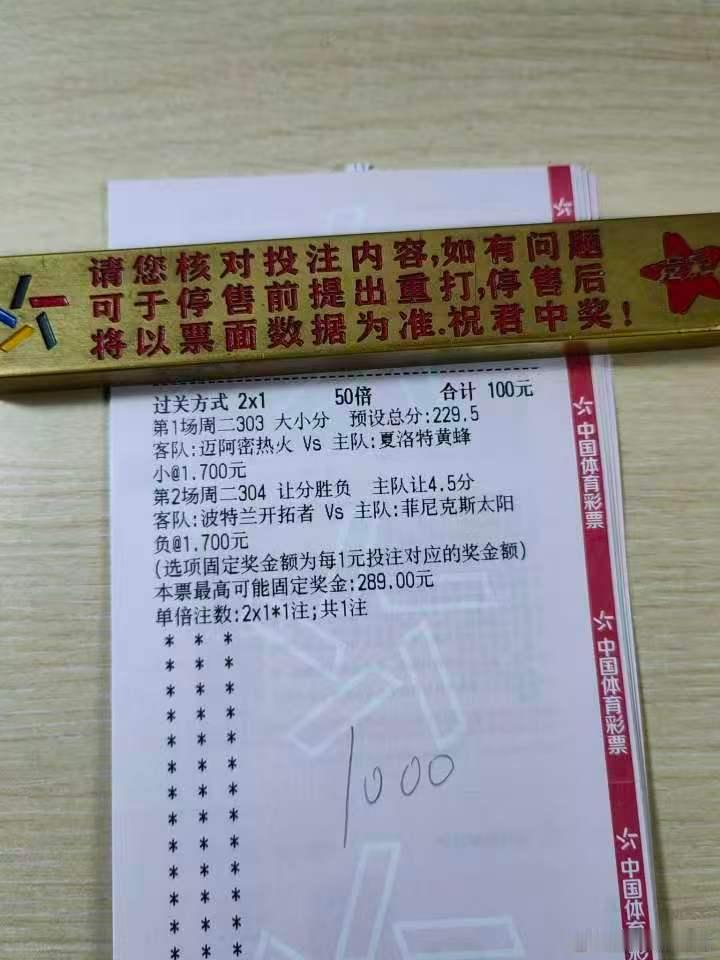 请您核对投注内容,如有问题
可于停售前提出重打,停售后
将以票面数据为准.祝君中奖!
过关方式 2x1 50倍 合计 100元
第1场周二303 大小分 预设总分:229.5
客队:迈阿密热火 Vs 主队:夏洛特黄蜂
小@1.700元
第2场周二304 让分胜负 主队让4.5分
客队:波特兰开拓者 Vs 主队:菲尼克斯太阳
负@1.700元
(选项固定奖金额为每1元投注对应的奖金额)
本票最高可能固定奖金:289.00元
单倍注数:2x1*1注;共1注
* * *
* * *
* * *
* * *
* * *
* * *
* * *
* * *
* * *
* * *
* * *
* * *
* * *
1000
中国体育彩票
中国体育彩票
中国体育彩票